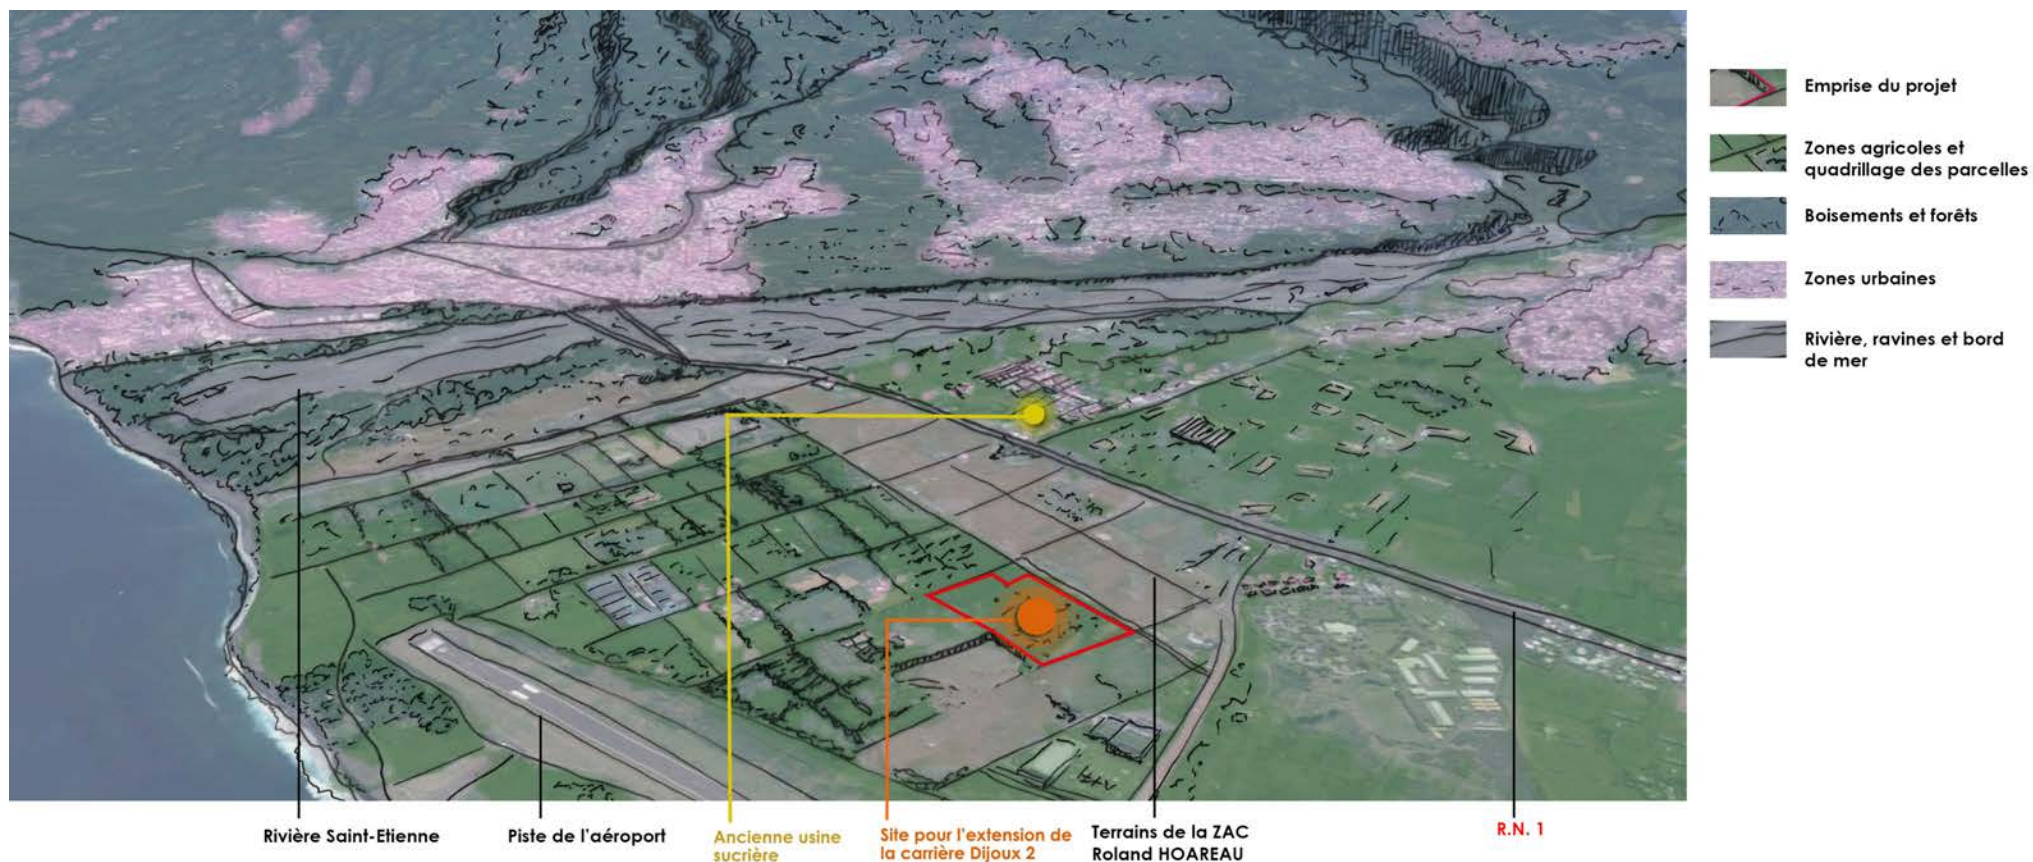 Emprise du projet
Zones agricoles et
quadrillage des parcelles
Boisements et forêts
Zones urbaines
Rivière, ravines et bord
de mer
Rivière Saint-Etienne
Piste de l'aéroport
Ancienne usine
sucrière
Site pour l'extension de
la carrière Dijoux 2
Terrains de la ZAC
Roland HOAREAU
R.N. 1